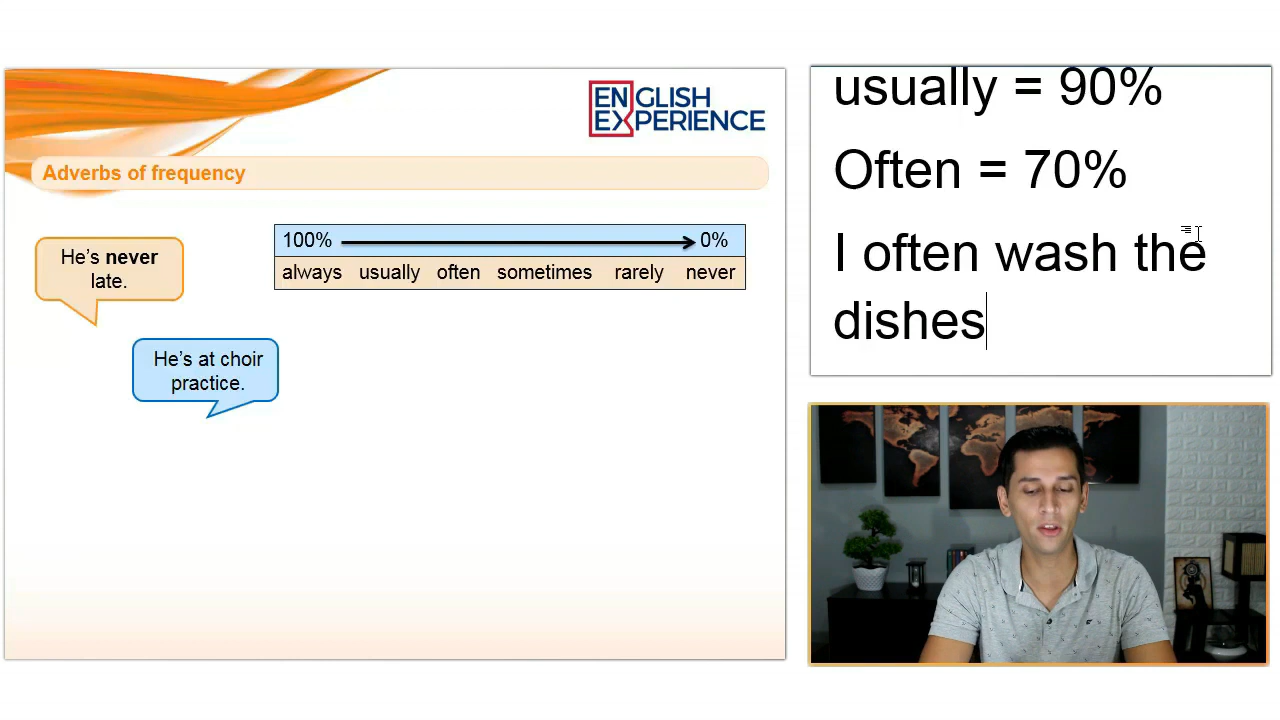 ENGLISH
EXPERIENCE
Adverbs of frequency
He's never
late.
100% 0%
always usually often sometimes rarely never
He's at choir
practice.
usually = 90%
Often = 70%
I often wash the
dishes